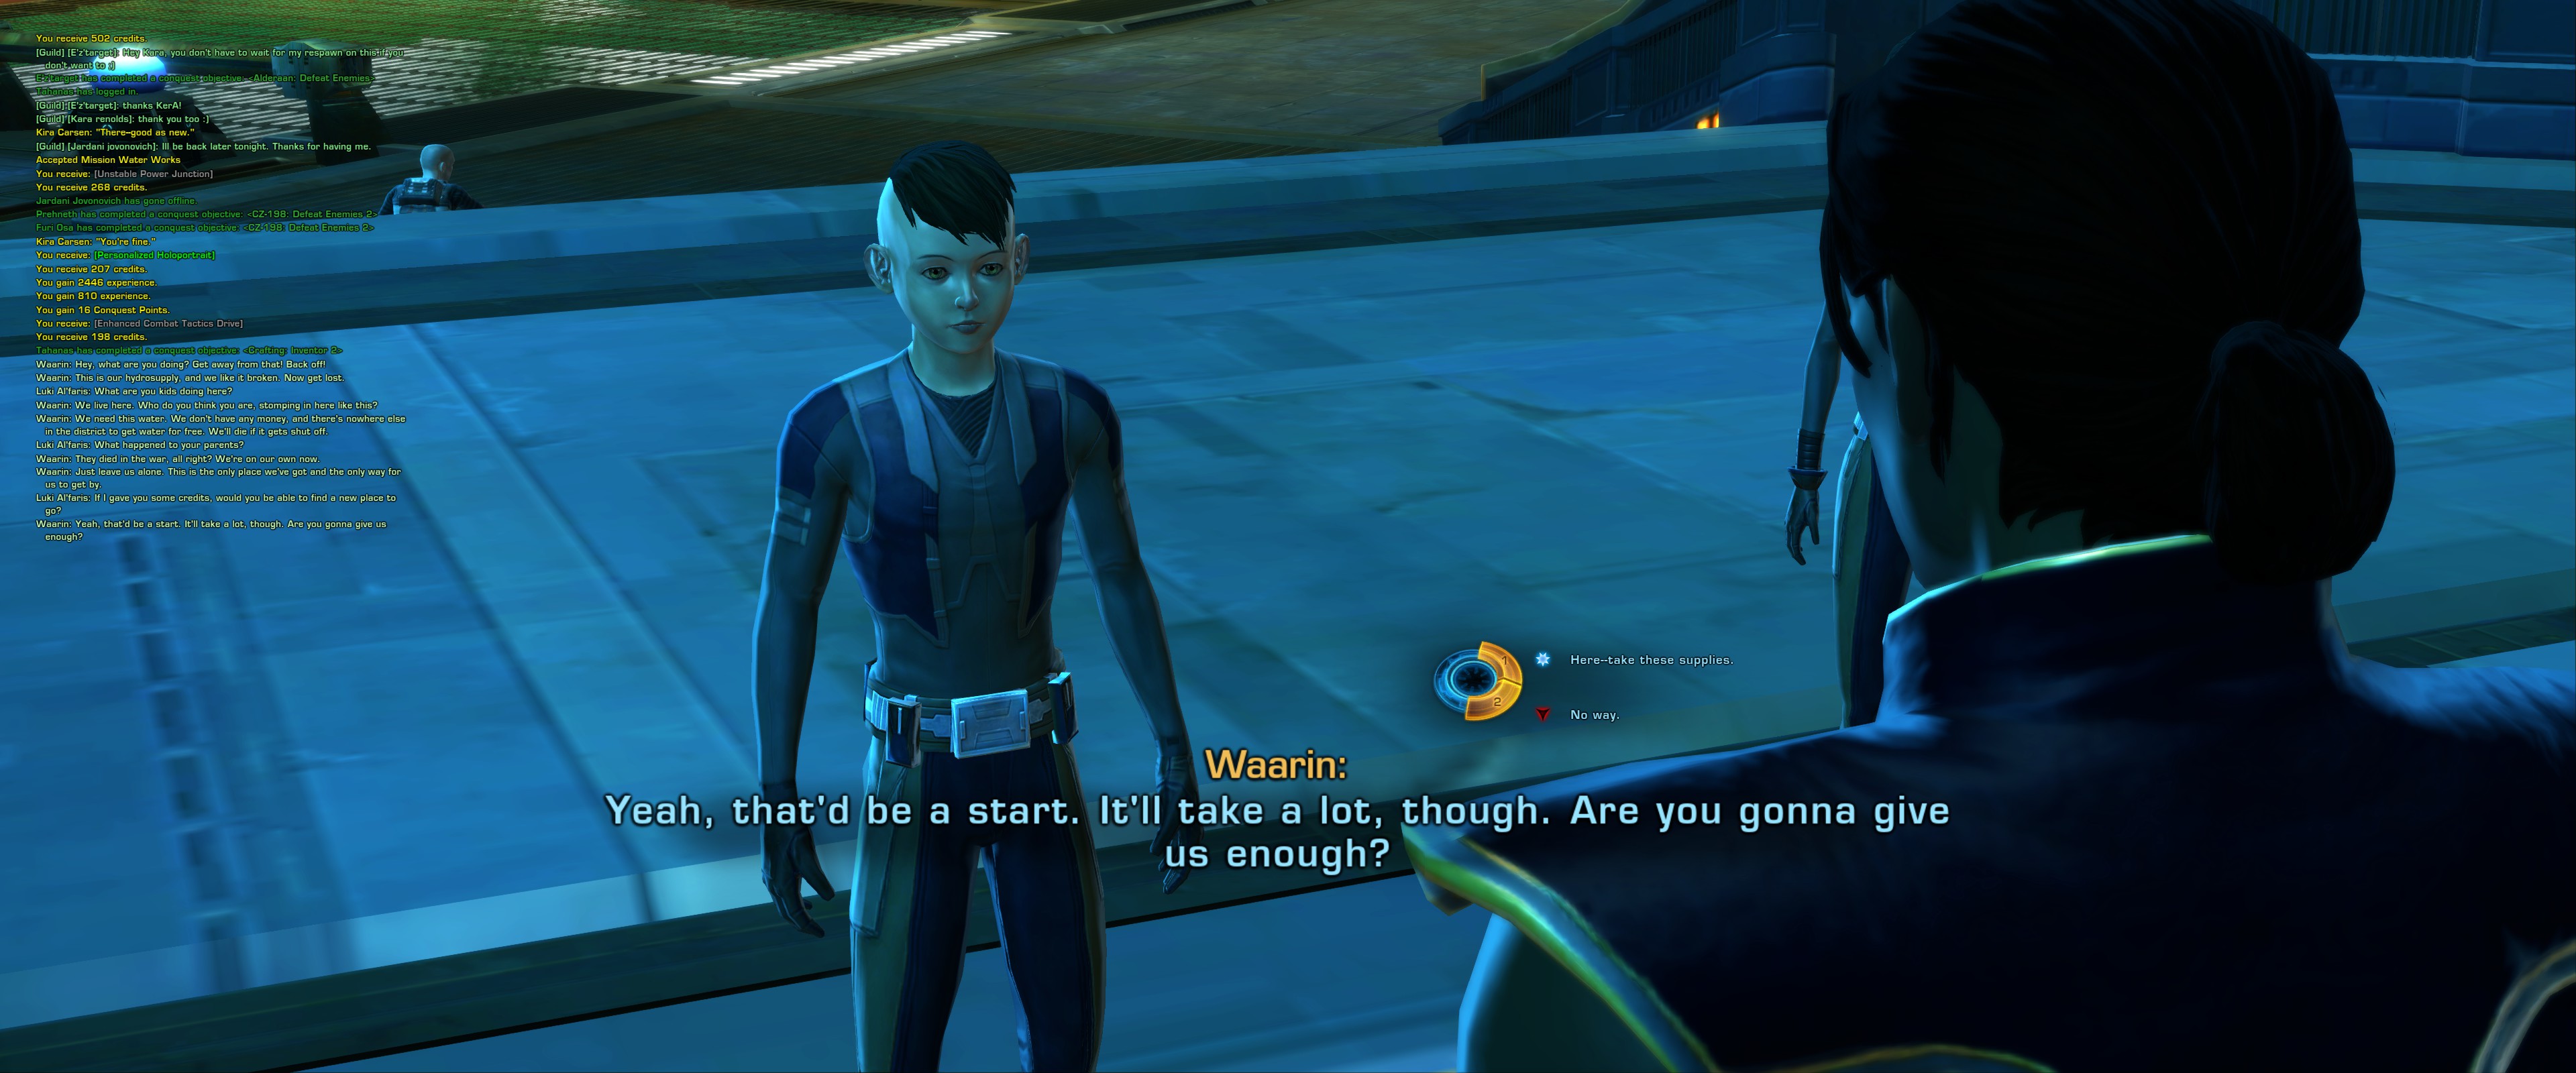 You receive 502 credits.
[Guild] [E'z'target]: Hey Kara, you don't have to wait for my respawn on this if you
don't want to :)
E'z'target has completed a conquest objective: <Alderaan: Defeat Enemies>
Tahanas has logged in.
[Guild] [E'z'target]: thanks KerA!
[Guild] [Kara renolds]: thank you too :)
Kira Carsen: "There--good as new."
[Guild] [Jardani jovonovich]: Ill be back later tonight. Thanks for having me.
Accepted Mission Water Works
You receive: [Unstable Power Junction]
You receive 268 credits.
Jardani Jovonovich has gone offline.
Prehneth has completed a conquest objective: <CZ-198: Defeat Enemies 2>
Furi Osa has completed a conquest objective: <CZ-198: Defeat Enemies 2>
Kira Carsen: "You're fine."
You receive: [Personalized Holoportrait]
You receive 207 credits.
You gain 2446 experience.
You gain 810 experience.
You gain 16 Conquest Points.
You receive: [Enhanced Combat Tactics Drive]
You receive 198 credits.
Tahanas has completed a conquest objective: <Crafting: Inventor 2>
Waarin: Hey, what are you doing? Get away from that! Back off!
Waarin: This is our hydrosupply, and we like it broken. Now get lost.
Luki Al'faris: What are you kids doing here?
Waarin: We live here. Who do you think you are, stomping in here like this?
Waarin: We need this water. We don't have any money, and there's nowhere else
in the district to get water for free. We'll die if it gets shut off.
Luki Al'faris: What happened to your parents?
Waarin: They died in the war, all right? We're on our own now.
Waarin: Just leave us alone. This is the only place we've got and the only way for
us to get by.
Luki Al'faris: If I gave you some credits, would you be able to find a new place to
go?
Waarin: Yeah, that'd be a start. It'll take a lot, though. Are you gonna give us
enough?
1 Here--take these supplies.
2 No way.
Waarin:
Yeah, that'd be a start. It'll take a lot, though. Are you gonna give
us enough?